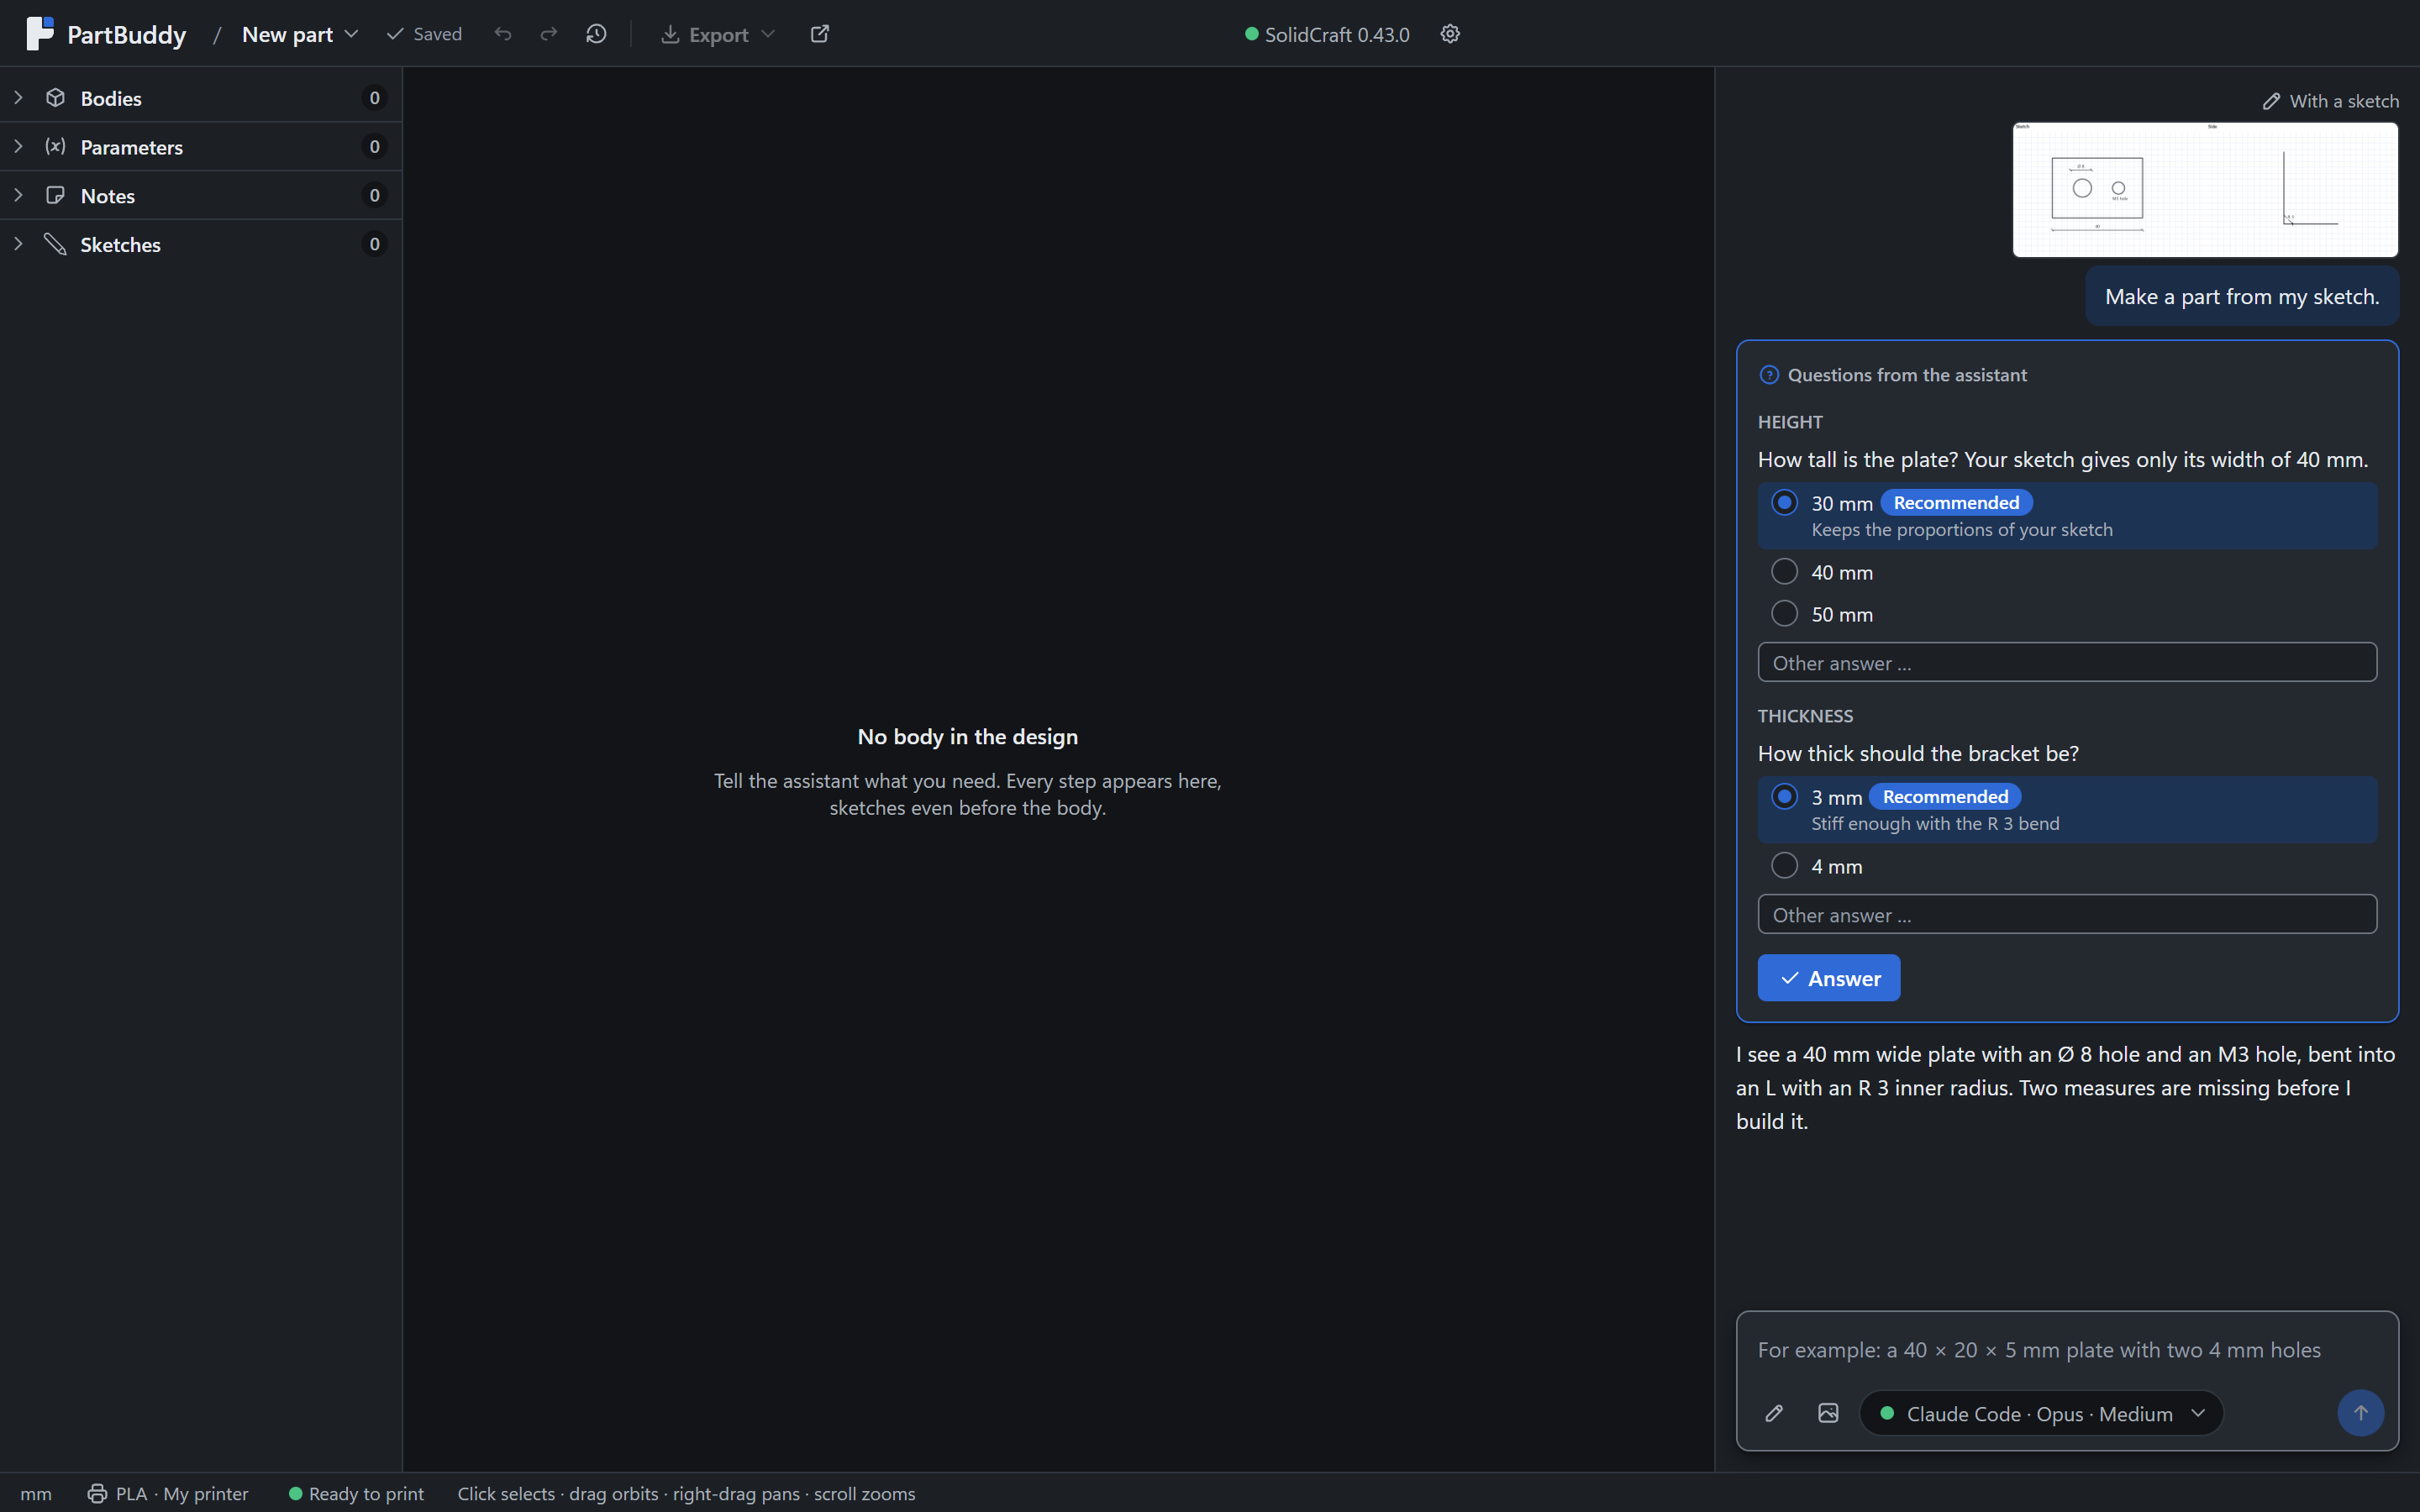 PartBuddy / New part Saved Export SolidCraft 0.43.0
Bodies 0
Parameters 0
Notes 0
Sketches 0
No body in the design
Tell the assistant what you need. Every step appears here,
sketches even before the body.
With a sketch
Sketch Side
M3 hole
40
Make a part from my sketch.
Questions from the assistant
HEIGHT
How tall is the plate? Your sketch gives only its width of 40 mm.
30 mm Recommended
Keeps the proportions of your sketch
40 mm
50 mm
Other answer ...
THICKNESS
How thick should the bracket be?
3 mm Recommended
Stiff enough with the R 3 bend
4 mm
Other answer ...
Answer
I see a 40 mm wide plate with an Ø 8 hole and an M3 hole, bent into
an L with an R 3 inner radius. Two measures are missing before I
build it.
For example: a 40 × 20 × 5 mm plate with two 4 mm holes
Claude Code · Opus · Medium
mm PLA · My printer Ready to print Click selects · drag orbits · right-drag pans · scroll zooms